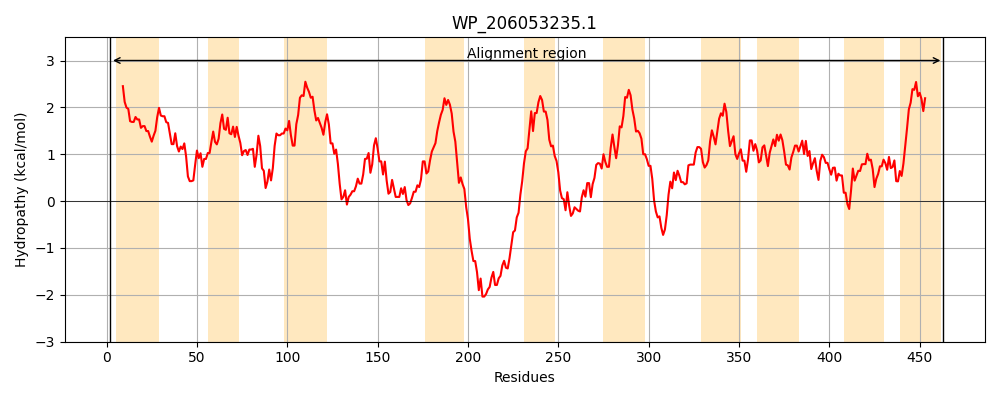 WP_206053235.1
Alignment region
Hydropathy (kcal/mol)
3
2
1
0
−1
−2
−3
0 50 100 150 200 250 300 350 400 450
Residues